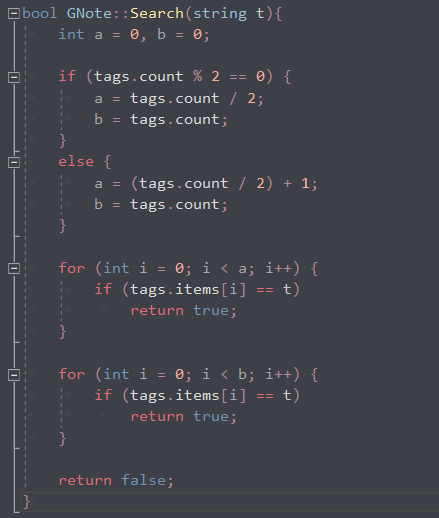 bool GNote::Search(string t){
int a = 0, b = 0;
if (tags.count % 2 == 0) {
a = tags.count / 2;
b = tags.count;
}
else {
a = (tags.count / 2) + 1;
b = tags.count;
}
for (int i = 0; i < a; i++) {
if (tags.items[i] == t)
return true;
}
for (int i = 0; i < b; i++) {
if (tags.items[i] == t)
return true;
}
return false;
}